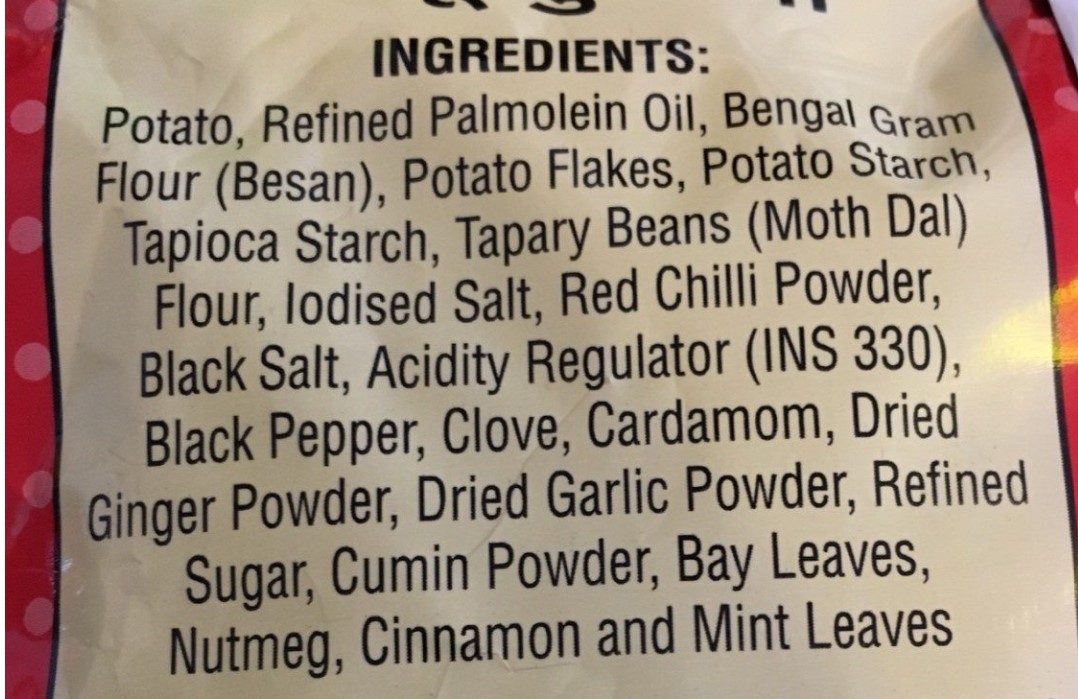 INGREDIENTS:
Potato, Refined Palmolein Oil, Bengal Gram
Flour (Besan), Potato Flakes, Potato Starch,
Tapioca Starch, Tapary Beans (Moth Dal)
Flour, Iodised Salt, Red Chilli Powder,
Black Salt, Acidity Regulator (INS 330),
Black Pepper, Clove, Cardamom, Dried
Ginger Powder, Dried Garlic Powder, Refined
Sugar, Cumin Powder, Bay Leaves,
Nutmeg, Cinnamon and Mint Leaves